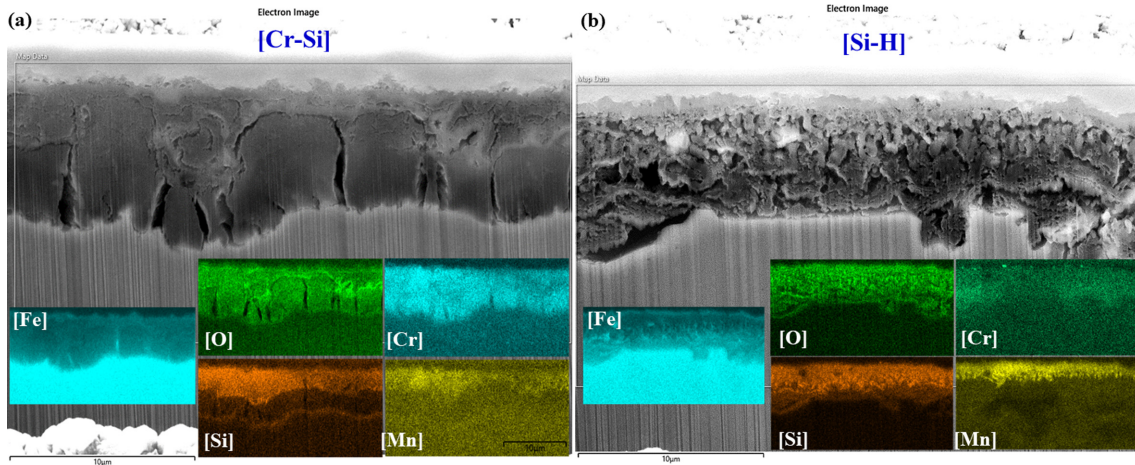 (a)
Electron Image
[Cr-Si]
Map Data
[Fe]
[O]
[Cr]
[Si]
[Mn]
10µm
10µm
(b)
Electron Image
[Si-H]
Map Data
[Fe]
[O]
[Cr]
[Si]
[Mn]
10µm